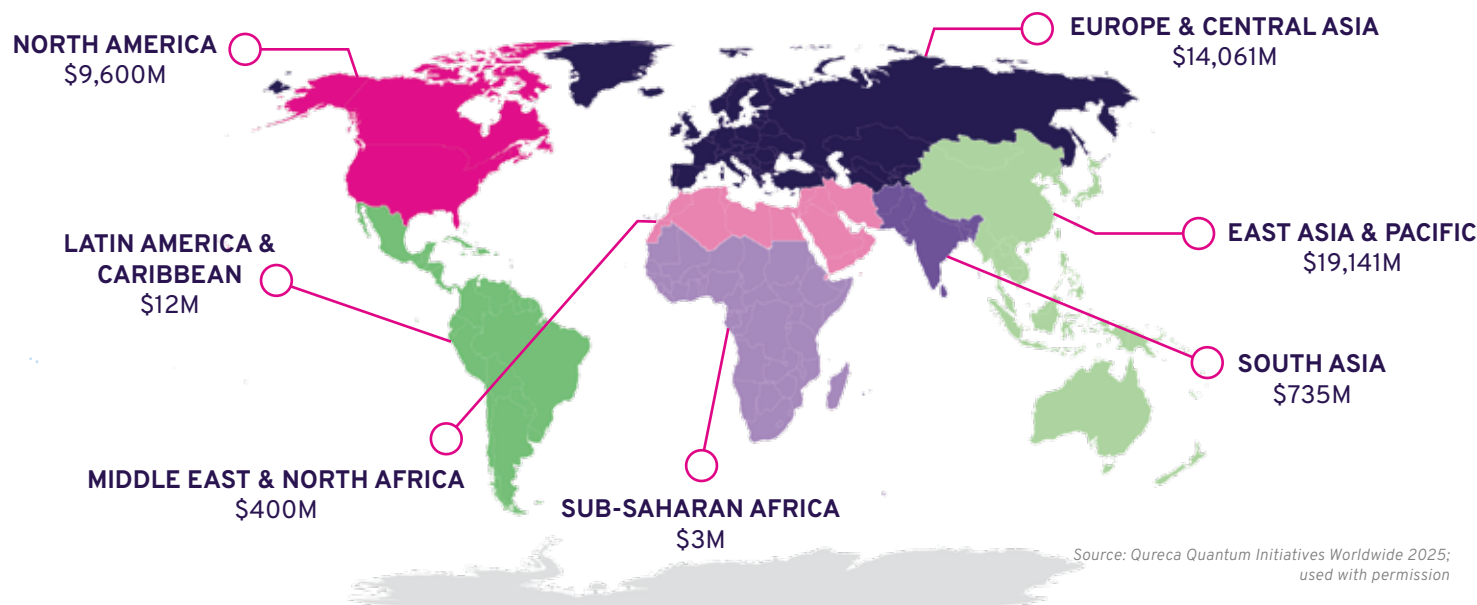 NORTH AMERICA
$9,600M
EUROPE & CENTRAL ASIA
$14,061M
LATIN AMERICA &
CARIBBEAN
$12M
EAST ASIA & PACIFIC
$19,141M
SOUTH ASIA
$735M
MIDDLE EAST & NORTH AFRICA
$400M
SUB-SAHARAN AFRICA
$3M
Source: Qureca Quantum Initiatives Worldwide 2025;
used with permission